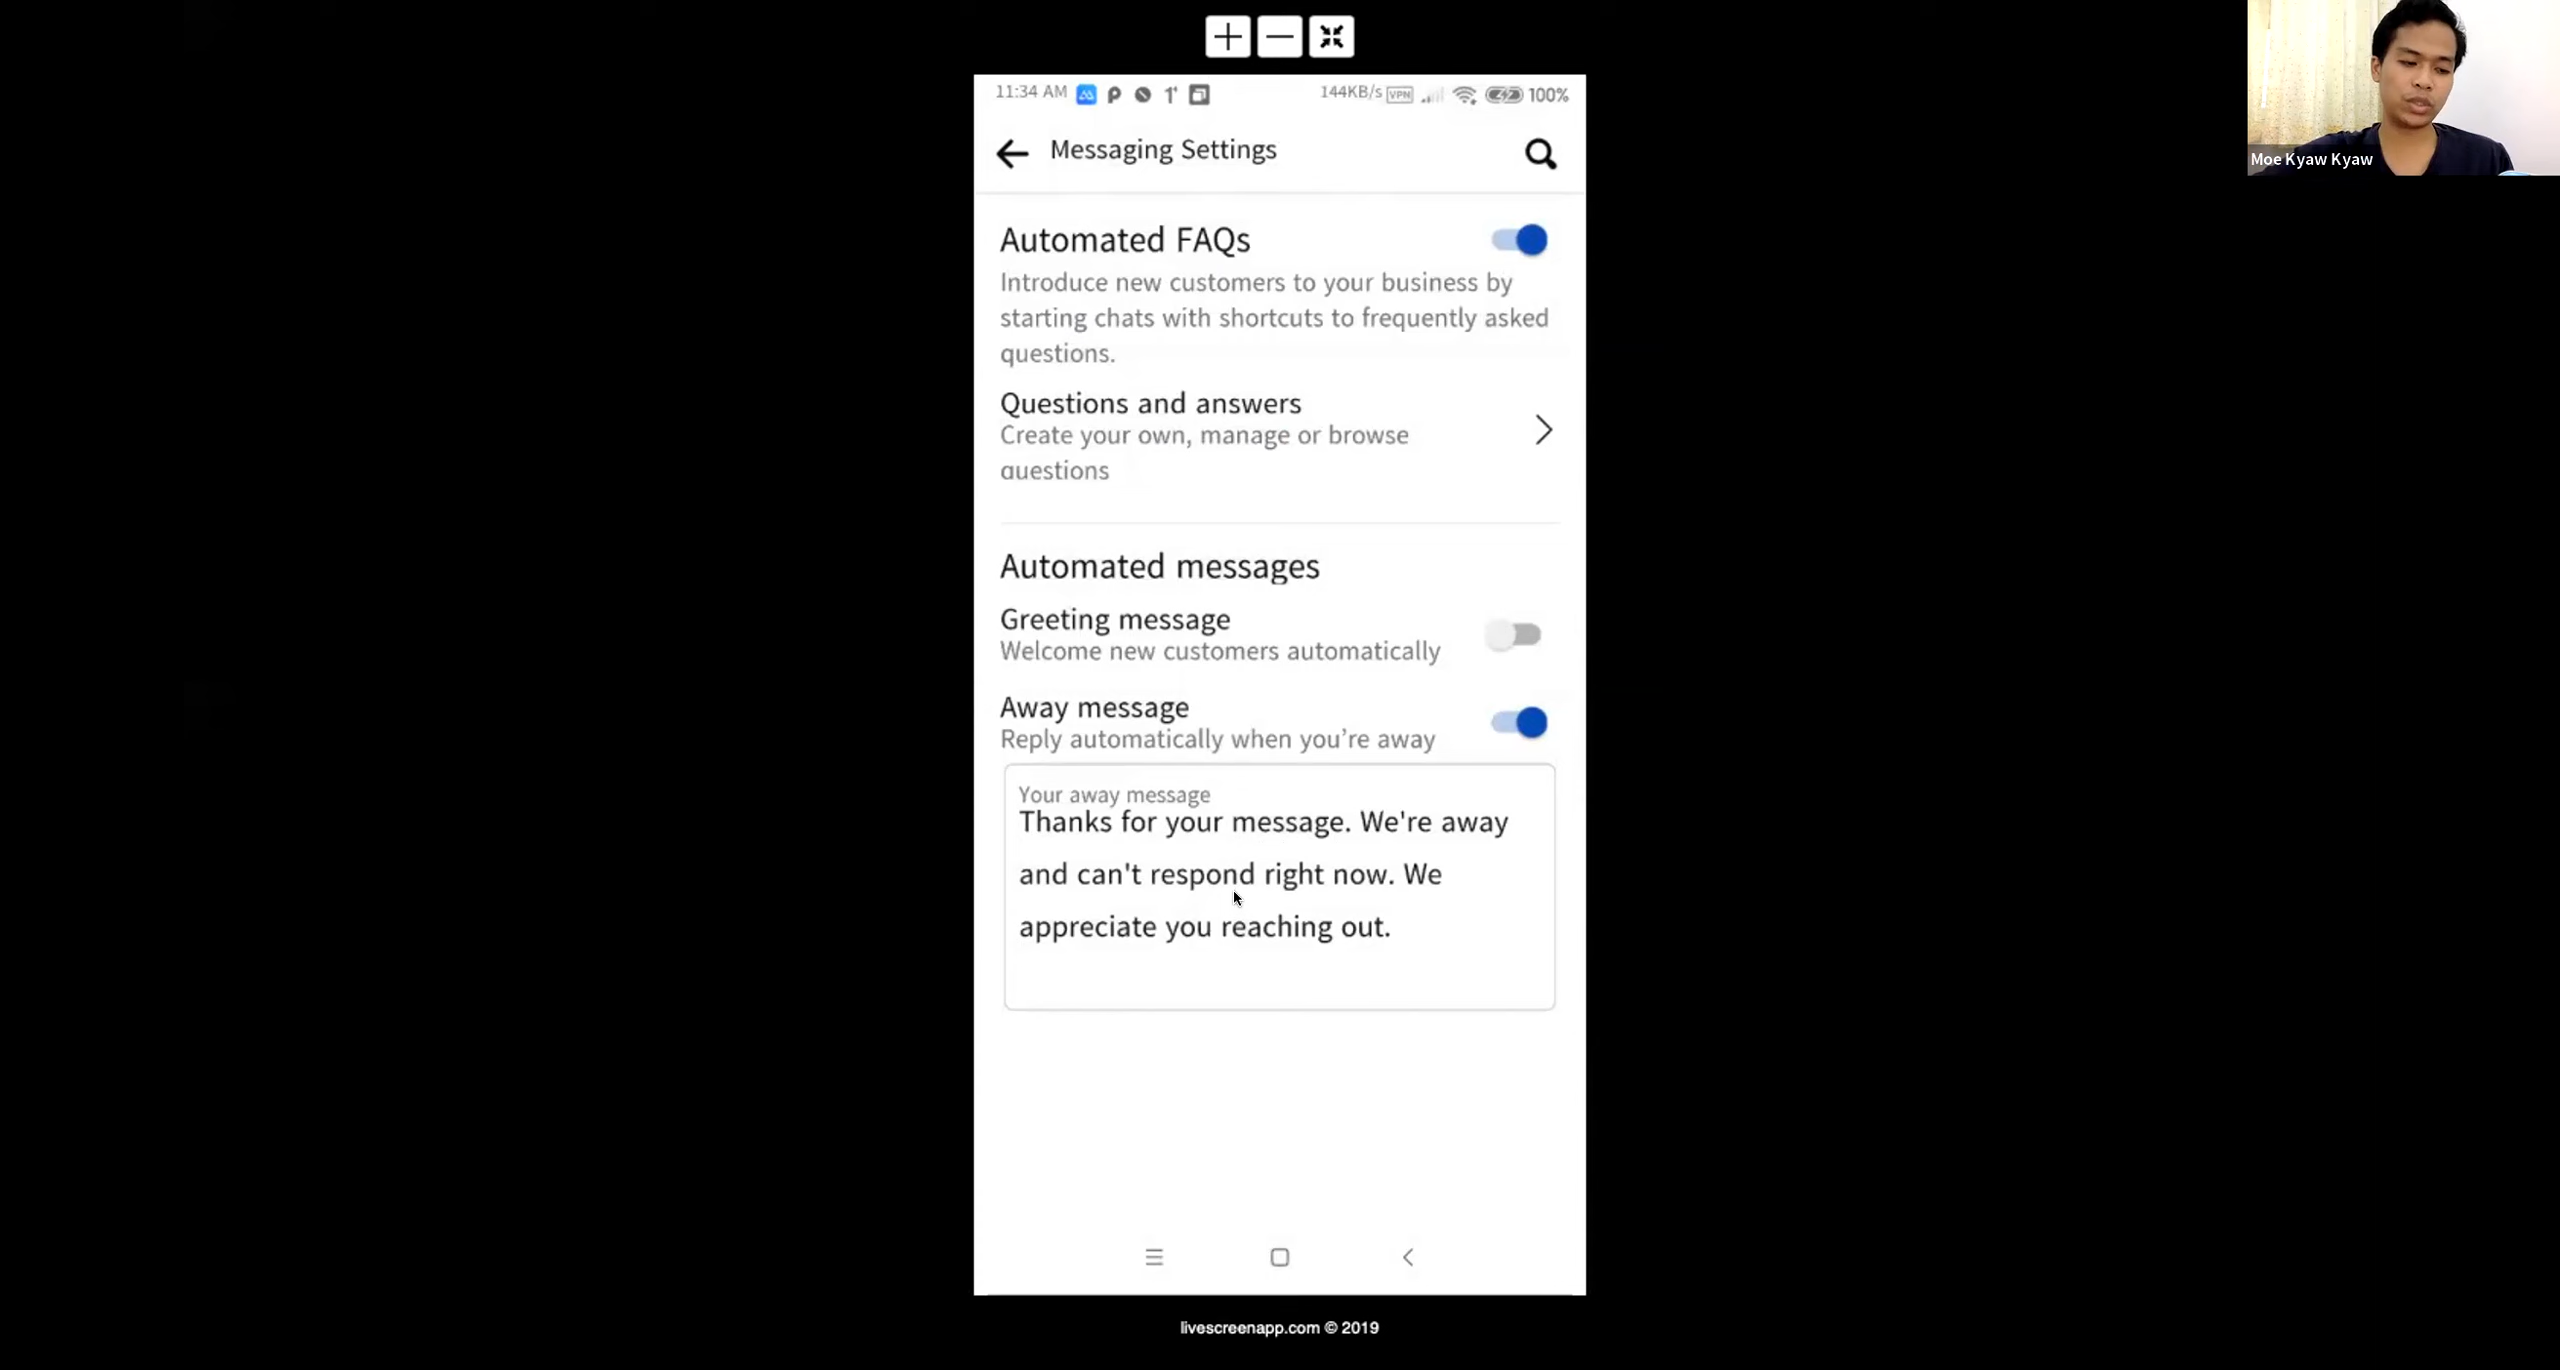 11:34 AM
144KB/s VPN 100%
Messaging Settings
Moe Kyaw Kyaw
Automated FAQs
Introduce new customers to your business by
starting chats with shortcuts to frequently asked
questions.
Questions and answers
Create your own, manage or browse
questions
Automated messages
Greeting message
Welcome new customers automatically
Away message
Reply automatically when you’re away
Your away message
Thanks for your message. We're away
and can't respond right now. We
appreciate you reaching out.
livescreenapp.com © 2019